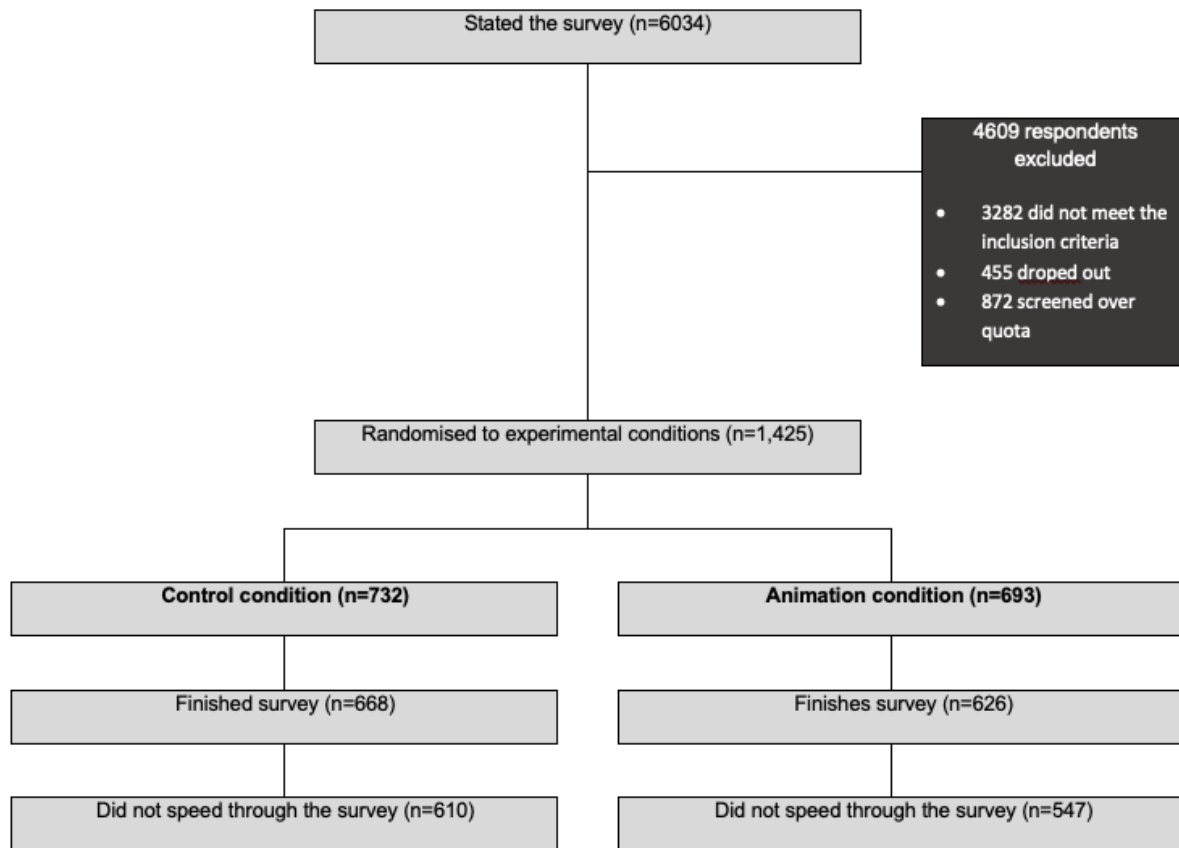 Stated the survey (n=6034)
4609 respondents
excluded
• 3282 did not meet the
inclusion criteria
• 455 droped out
• 872 screened over
quota
Randomised to experimental conditions (n=1,425)
Control condition (n=732)
Animation condition (n=693)
Finished survey (n=668)
Finishes survey (n=626)
Did not speed through the survey (n=610)
Did not speed through the survey (n=547)